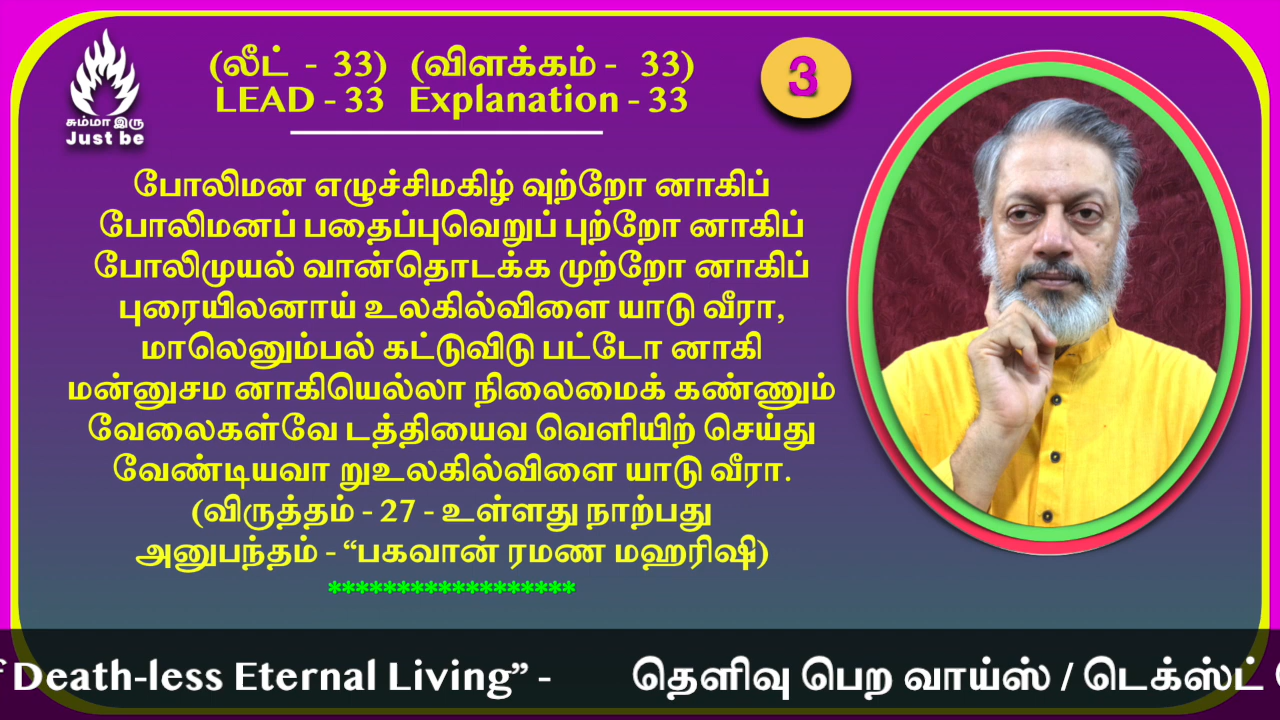 சும்மா இரு
Just be
(லீட் - 33) (விளக்கம் - 33)
LEAD - 33 Explanation - 33
3
போலிமன எழுச்சிமகிழ் வுற்றோ னாகிப்
போலிமனப் பதைப்புவெறுப் புற்றோ னாகிப்
போலிமுயல் வான்தொடக்க முற்றோ னாகிப்
புரையிலனாய் உலகில்விளை யாடு வீரா,
மாலெனும்பல் கட்டுவிடு பட்டோ னாகி
மன்னுசம னாகியெல்லா நிலைமைக் கண்ணும்
வேலைகள்வே டத்தியைவ வெளியிற் செய்து
வேண்டியவா றுஉலகில்விளை யாடு வீரா.
(விருத்தம் - 27 - உள்ளது நாற்பது
அனுபந்தம் - “பகவான் ரமண மஹரிஷி)
******************
Death-less Eternal Living” - தெளிவு பெற வாய்ஸ் / டெக்ஸ்ட்